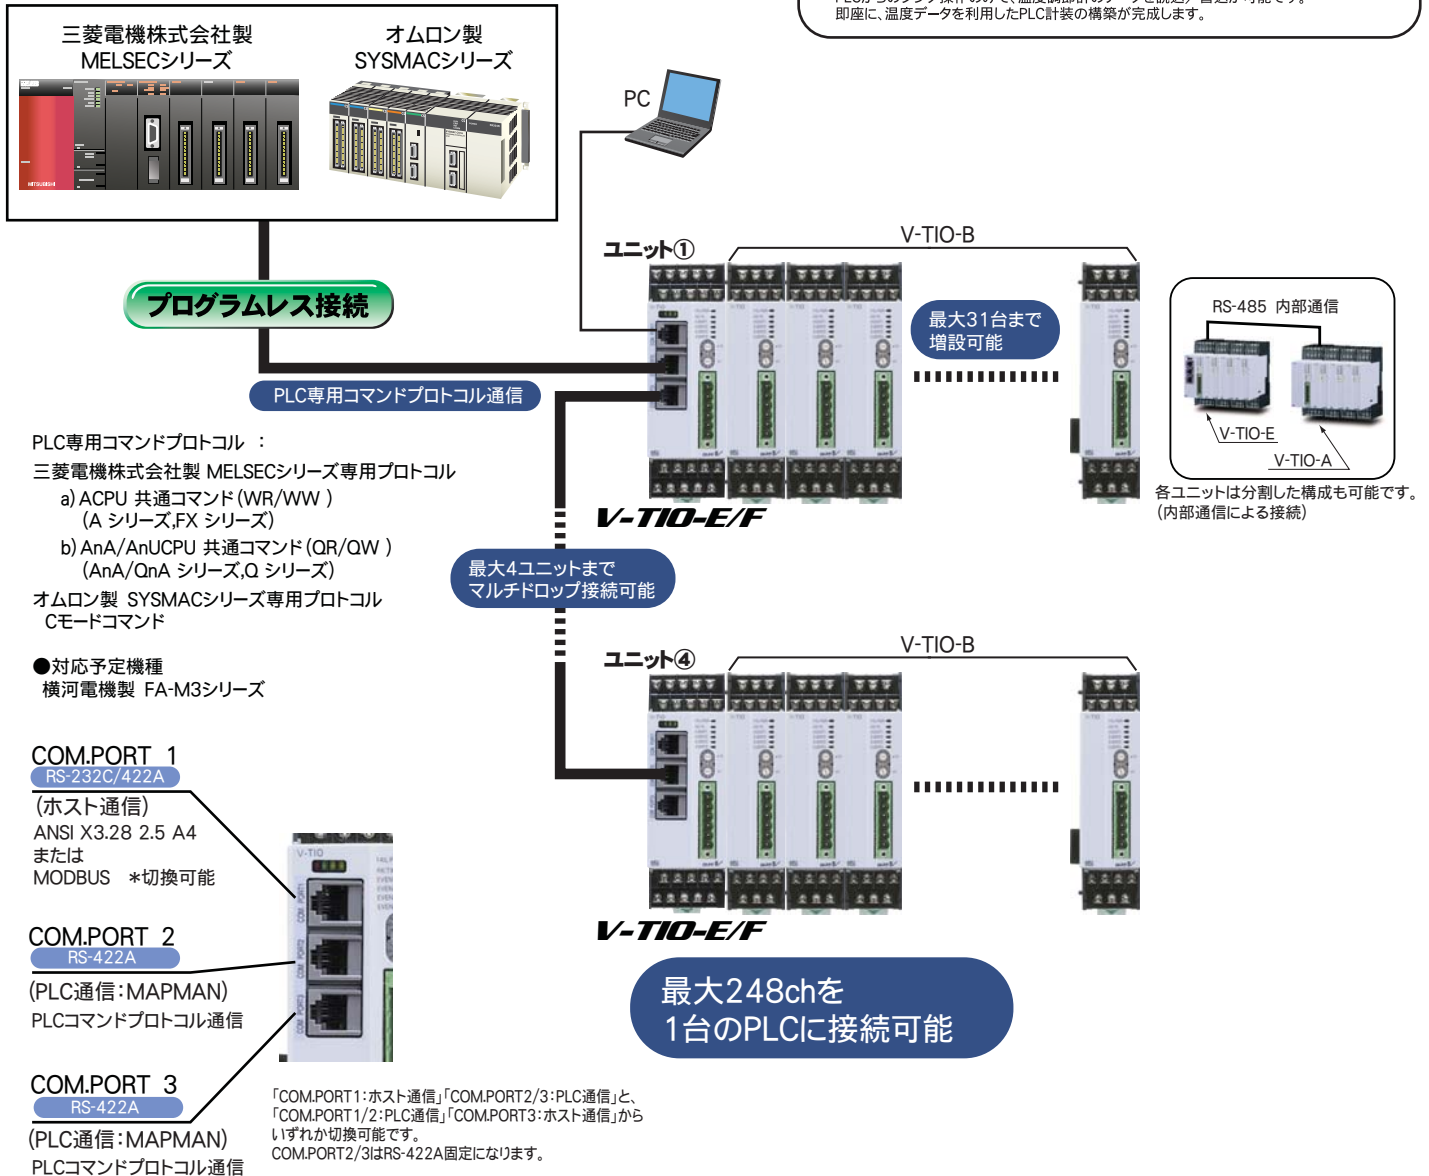 即座に、温度データを利用したPLC計装の構築が完成します。
三菱電機株式会社製
MELSECシリーズ
オムロン製
SYSMACシリーズ
MITSUBISHI
PC
プログラムレス接続
PLC専用コマンドプロトコル通信
ユニット①
V-TIO-B
最大31台まで
増設可能
RS-485 内部通信
V-TIO-E
V-TIO-A
各ユニットは分割した構成も可能です。
(内部通信による接続)
V-TIO-E/F
PLC専用コマンドプロトコル :
三菱電機株式会社製 MELSECシリーズ専用プロトコル
a) ACPU 共通コマンド(WR/WW )
(A シリーズ,FX シリーズ)
b) AnA/AnUCPU 共通コマンド(QR/QW )
(AnA/QnA シリーズ,Q シリーズ)
オムロン製 SYSMACシリーズ専用プロトコル
Cモードコマンド
●対応予定機種
横河電機製 FA-M3シリーズ
最大4ユニットまで
マルチドロップ接続可能
ユニット④
V-TIO-B
V-TIO-E/F
最大248chを
1台のPLCに接続可能
COM.PORT 1
RS-232C/422A
(ホスト通信)
ANSI X3.28 2.5 A4
または
MODBUS *切換可能
COM.PORT 2
RS-422A
(PLC通信:MAPMAN)
PLCコマンドプロトコル通信
COM.PORT 3
RS-422A
(PLC通信:MAPMAN)
PLCコマンドプロトコル通信
V-TIO
COM. PORT1
COM. PORT2
COM. PORT3
「COM.PORT1:ホスト通信」「COM.PORT2/3:PLC通信」と、
「COM.PORT1/2:PLC通信」「COM.PORT3:ホスト通信」から
いずれか切換可能です。
COM.PORT2/3はRS-422A固定になります。